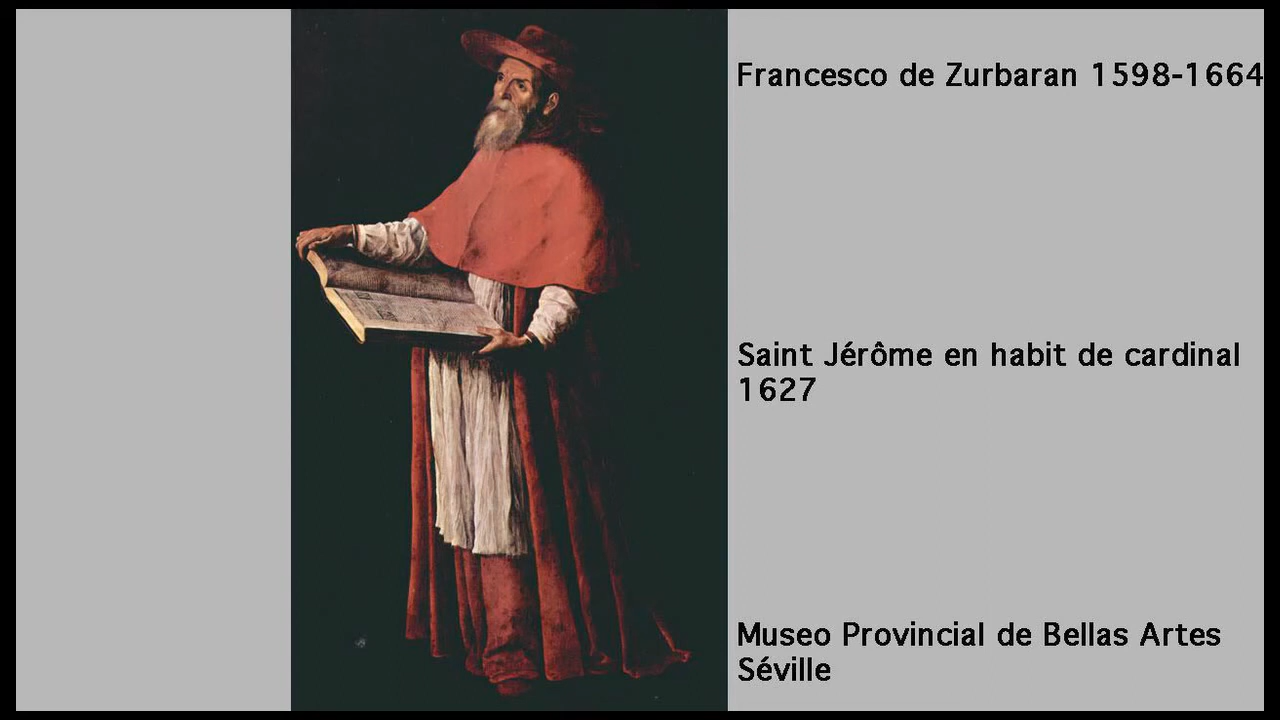 Francesco de Zurbaran 1598-1664
Saint Jérôme en habit de cardinal
1627
Museo Provincial de Bellas Artes
Séville